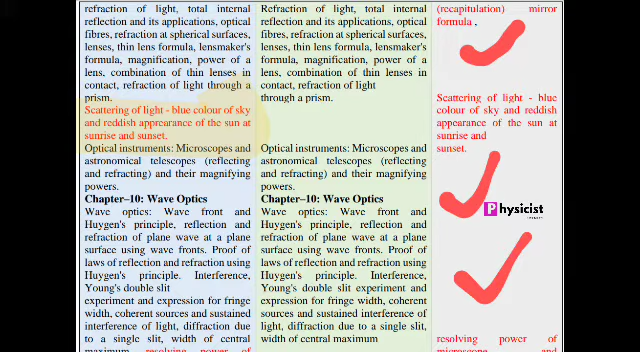 refraction of light, total internal
reflection and its applications, optical
fibres, refraction at spherical surfaces,
lenses, thin lens formula, lensmaker's
formula, magnification, power of a
lens, combination of thin lenses in
contact, refraction of light through a
prism.
Scattering of light - blue colour of sky
and reddish apprearance of the sun at
sunrise and sunset.
Optical instruments: Microscopes and
astronomical telescopes (reflecting
and refracting) and their magnifying
powers.
Chapter–10: Wave Optics
Wave optics: Wave front and
Huygen's principle, reflection and
refraction of plane wave at a plane
surface using wave fronts. Proof of
laws of reflection and refraction using
Huygen's principle. Interference,
Young's double slit
experiment and expression for fringe
width, coherent sources and sustained
interference of light, diffraction due
to a single slit, width of central
maximum resolving power of
Refraction of light, total internal
reflection and its applications, optical
fibres, refraction at spherical surfaces,
lenses, thin lens formula, lensmaker's
formula, magnification, power of a
lens, combination of thin lenses in
contact, refraction of light
through a prism.
Optical instruments: Microscopes and
astronomical telescopes (reflecting
and refracting) and their magnifying
powers.
Chapter–10: Wave Optics
Wave optics: Wave front and
Huygen's principle, reflection and
refraction of plane wave at a plane
surface using wave fronts. Proof of
laws of reflection and refraction using
Huygen's principle. Interference,
Young's double slit experiment and
expression for fringe width, coherent
sources and sustained interference of
light, diffraction due to a single slit,
width of central maximum
(recapitulation) mirror
formula ,
Scattering of light - blue
colour of sky and reddish
appearance of the sun at
sunrise and
sunset.
Physicist
resolving power of
microscope and